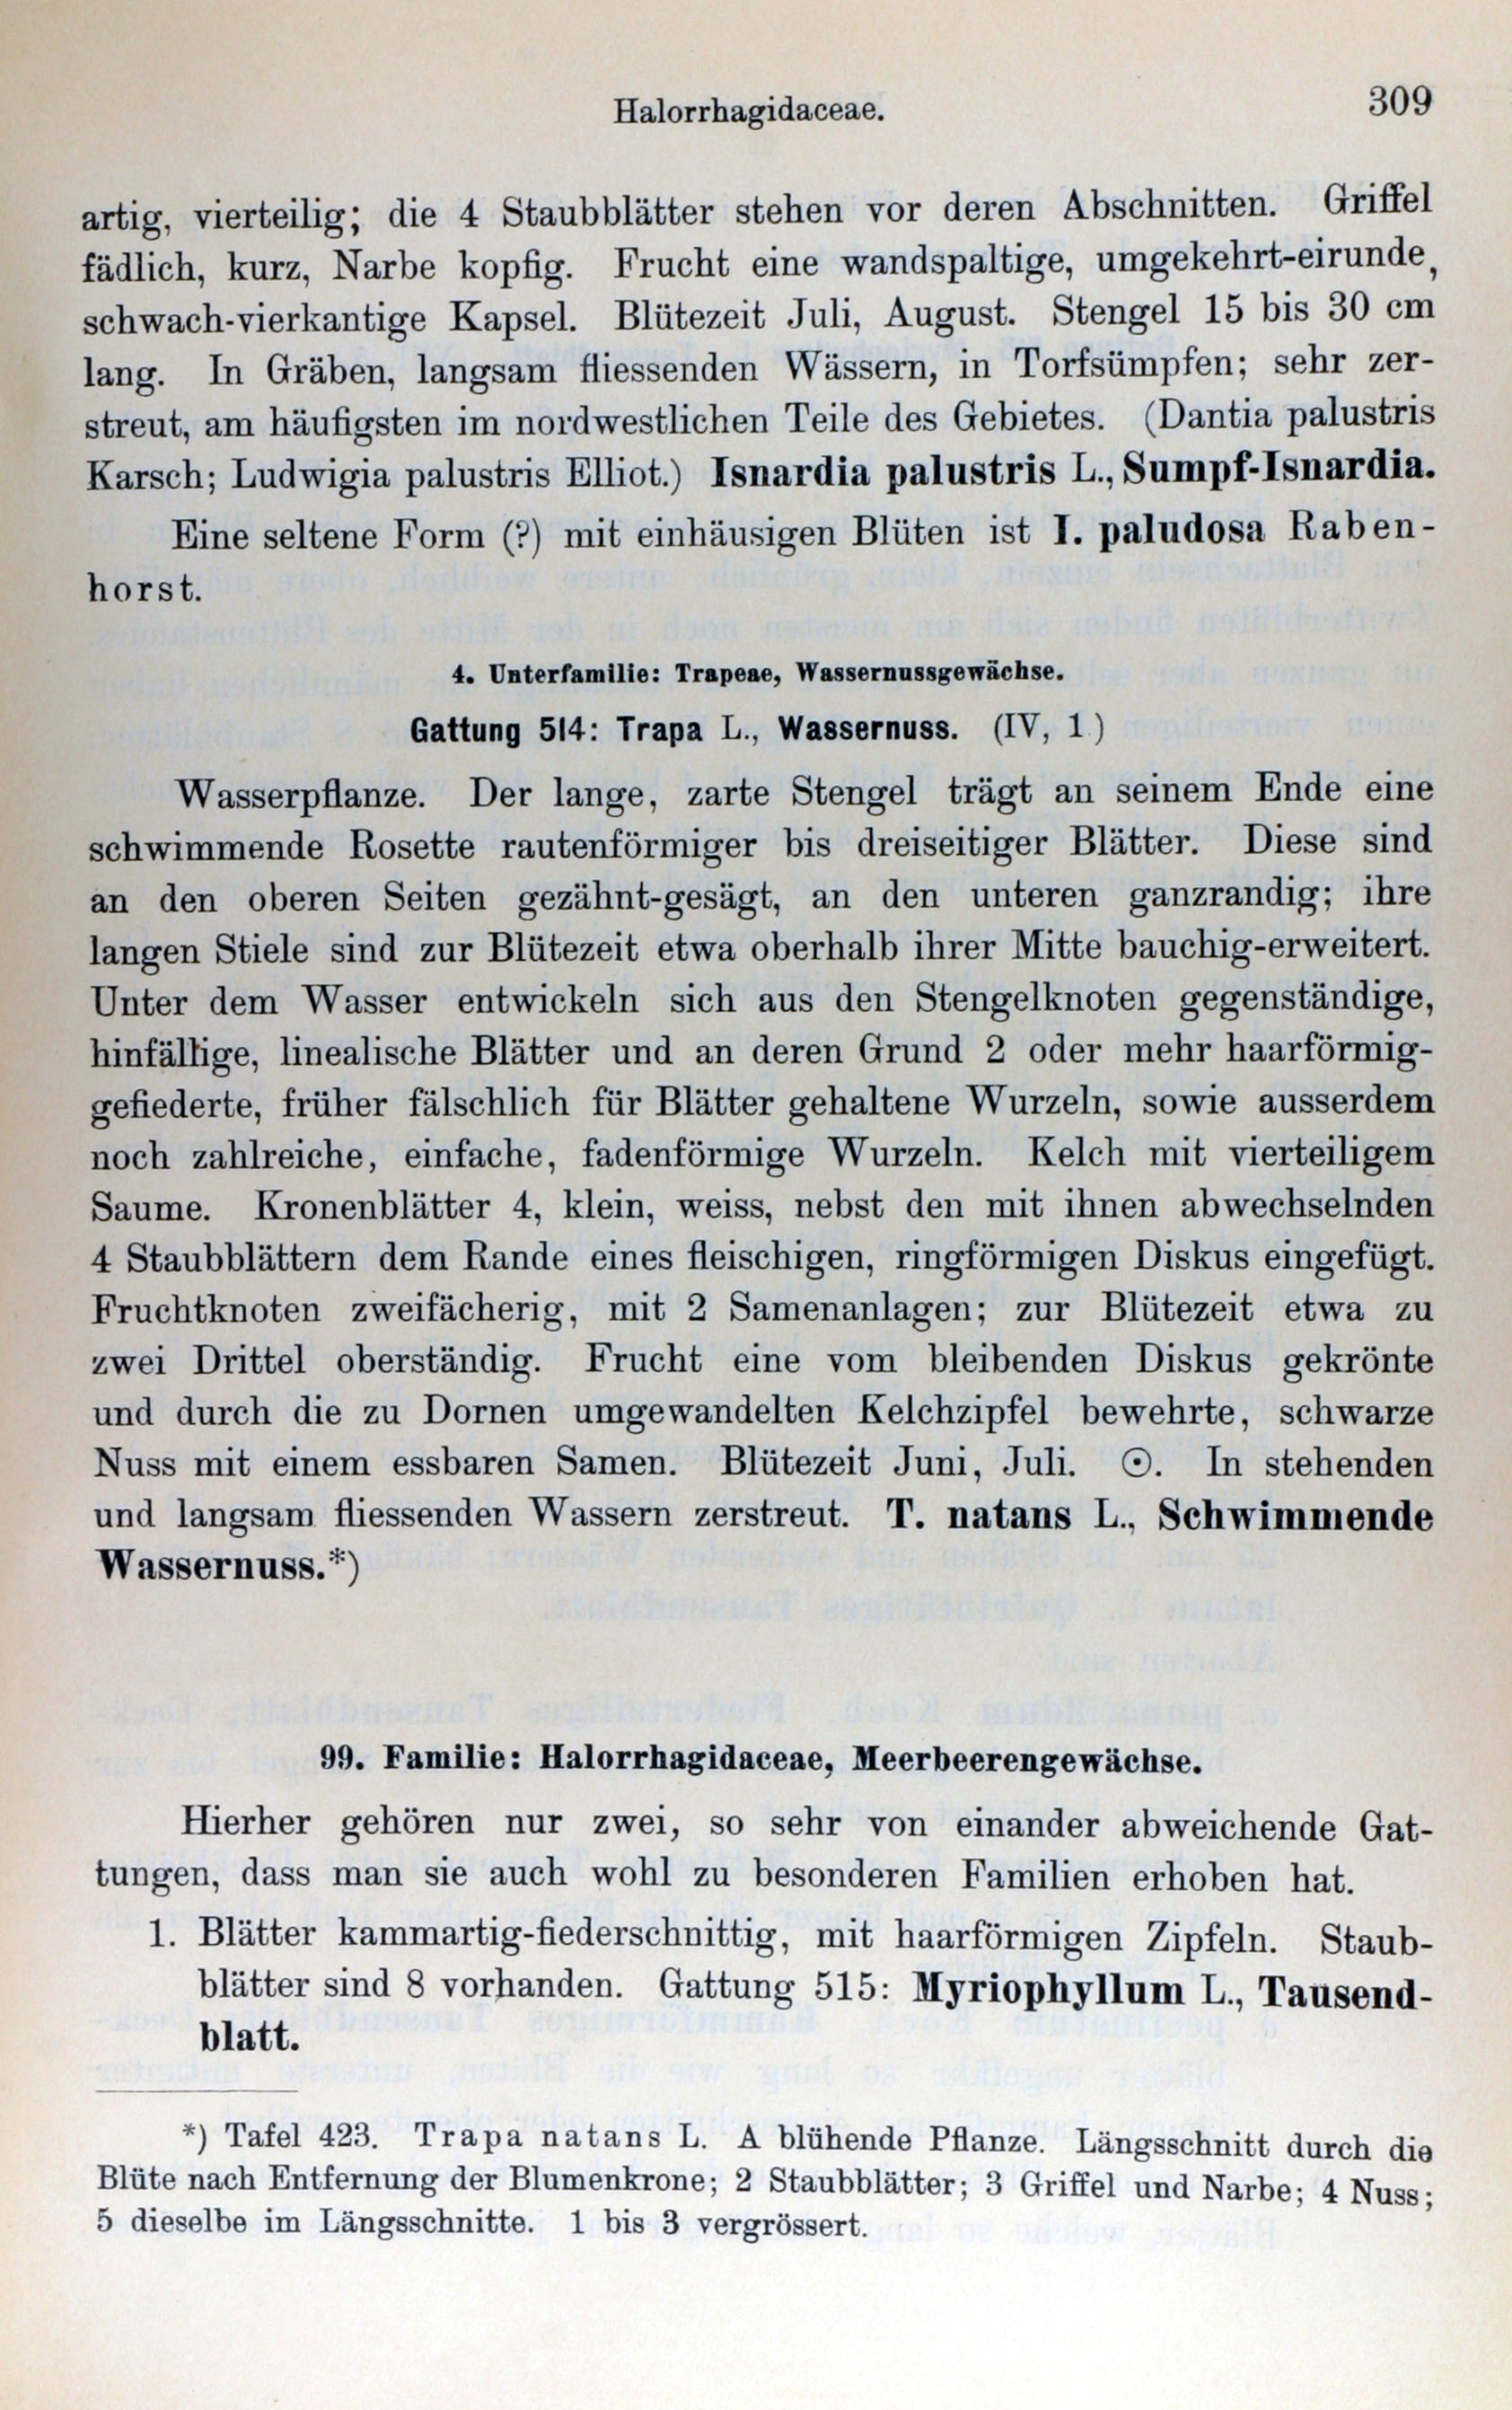 Halorrhagidaceae. 309
artig, vierteilig; die 4 Staubblätter stehen vor deren Abschnitten. Griffel
fädlich, kurz, Narbe kopfig. Frucht eine wandspaltige, umgekehrt-eirunde,
schwach-vierkantige Kapsel. Blütezeit Juli, August. Stengel 15 bis 30 cm
lang. In Gräben, langsam fliessenden Wässern, in Torfsümpfen; sehr zer-
streut, am häufigsten im nordwestlichen Teile des Gebietes. (Dantia palustris
Karsch; Ludwigia palustris Elliot.) Isnardia palustris L., Sumpf-Isnardia.
Eine seltene Form (?) mit einhäusigen Blüten ist I. paludosa Raben-
horst.
4. Unterfamilie: Trapeae, Wassernussgewächse.
Gattung 514: Trapa L., Wassernuss. (IV, 1.)
Wasserpflanze. Der lange, zarte Stengel trägt an seinem Ende eine
schwimmende Rosette rautenförmiger bis dreiseitiger Blätter. Diese sind
an den oberen Seiten gezähnt-gesägt, an den unteren ganzrandig; ihre
langen Stiele sind zur Blütezeit etwa oberhalb ihrer Mitte bauchig-erweitert.
Unter dem Wasser entwickeln sich aus den Stengelknoten gegenständige,
hinfällige, linealische Blätter und an deren Grund 2 oder mehr haarförmig-
gefiederte, früher fälschlich für Blätter gehaltene Wurzeln, sowie ausserdem
noch zahlreiche, einfache, fadenförmige Wurzeln. Kelch mit vierteiligem
Saume. Kronenblätter 4, klein, weiss, nebst den mit ihnen abwechselnden
4 Staubblättern dem Rande eines fleischigen, ringförmigen Diskus eingefügt.
Fruchtknoten zweifächerig, mit 2 Samenanlagen; zur Blütezeit etwa zu
zwei Drittel oberständig. Frucht eine vom bleibenden Diskus gekrönte
und durch die zu Dornen umgewandelten Kelchzipfel bewehrte, schwarze
Nuss mit einem essbaren Samen. Blütezeit Juni, Juli. ⊙. In stehenden
und langsam fliessenden Wassern zerstreut. T. natans L., Schwimmende
Wassernuss.*)
99. Familie: Halorrhagidaceae, Meerbeerengewächse.
Hierher gehören nur zwei, so sehr von einander abweichende Gat-
tungen, dass man sie auch wohl zu besonderen Familien erhoben hat.
1. Blätter kammartig-fiederschnittig, mit haarförmigen Zipfeln. Staub-
blätter sind 8 vorhanden. Gattung 515: Myriophyllum L., Tausend-
blatt.
*) Tafel 423. Trapa natans L. A blühende Pflanze. Längsschnitt durch die
Blüte nach Entfernung der Blumenkrone; 2 Staubblätter; 3 Griffel und Narbe; 4 Nuss;
5 dieselbe im Längsschnitte. 1 bis 3 vergrössert.